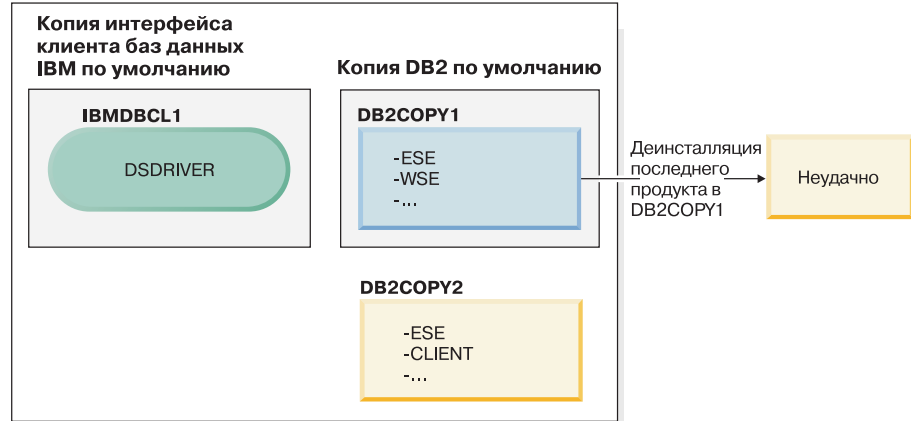 Копия интерфейса
клиента баз данных
IBM по умолчанию
IBMDBCL1
DSDRIVER
Копия DB2 по умолчанию
DB2COPY1
-ESE
-WSE
-...
Деинсталляция
последнего
продукта в
DB2COPY1
Неудачно
DB2COPY2
-ESE
-CLIENT
-...